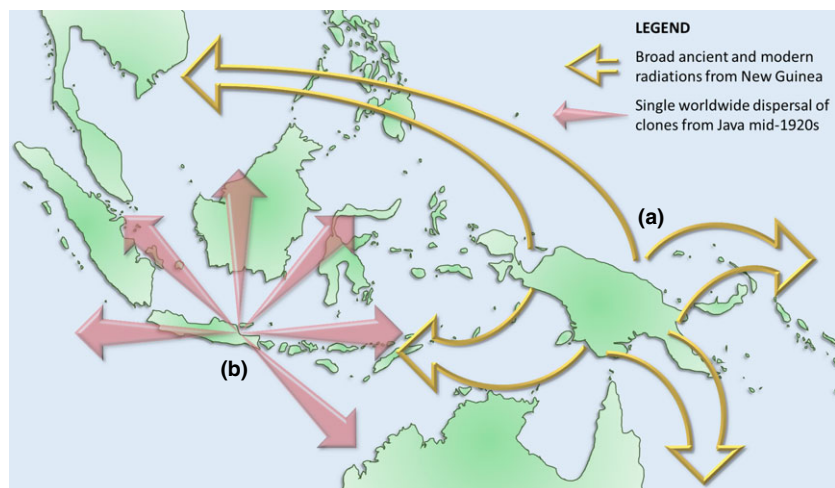 LEGEND
Broad ancient and modern
radiations from New Guinea
Single worldwide dispersal of
clones from Java mid-1920s
(a)
(b)